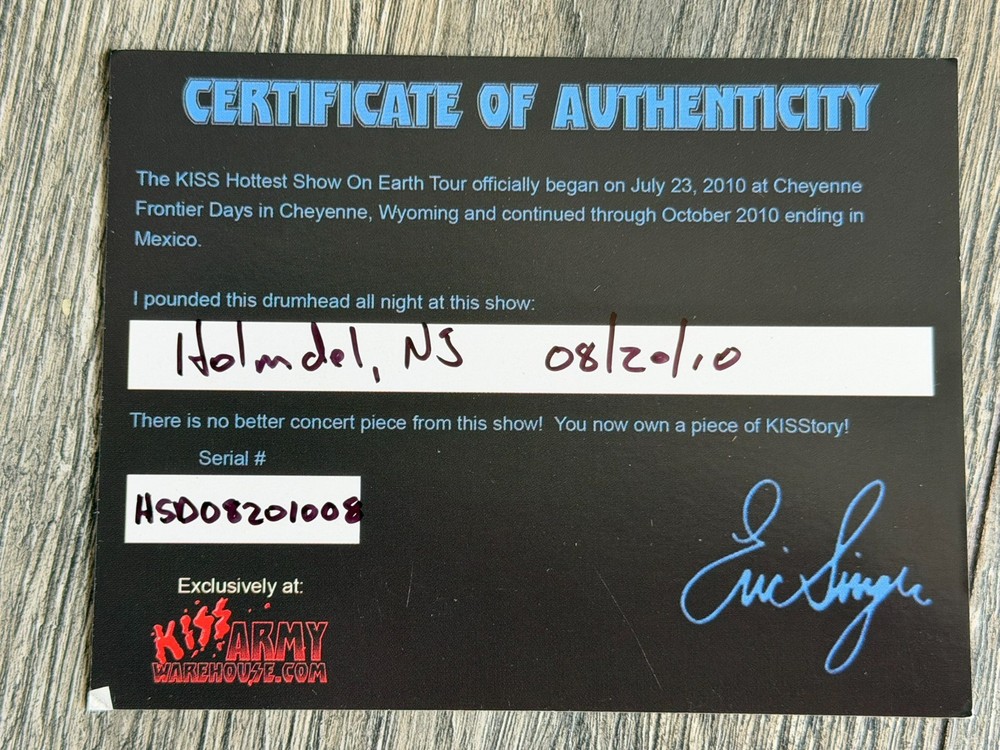 CERTIFICATE OF AUTHENTICITY
The KISS Hottest Show On Earth Tour officially began on July 23, 2010 at Cheyenne
Frontier Days in Cheyenne, Wyoming and continued through October 2010 ending in
Mexico.
I pounded this drumhead all night at this show:
Holmdel, NJ 08/20/10
There is no better concert piece from this show! You now own a piece of KISStory!
Serial #
HSD08201008
Exclusively at:
KISS ARMY
WAREHOUSE.COM
Eric Singer